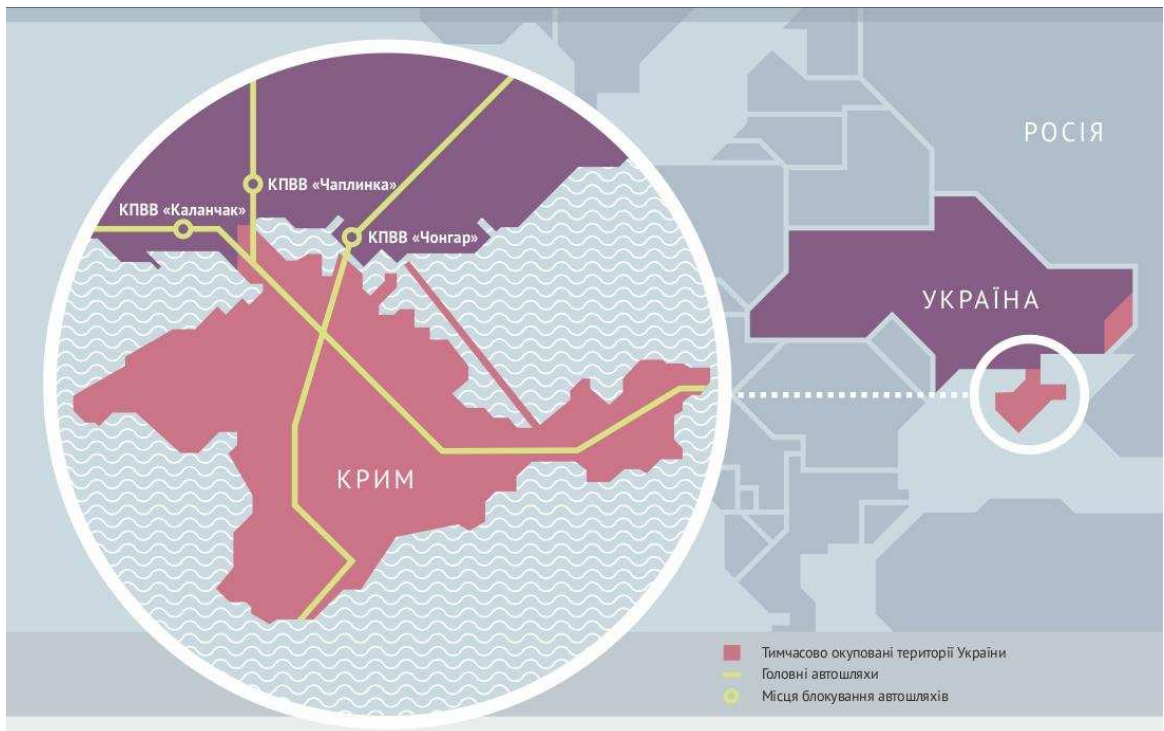 РОСІЯ
КПВВ «Чаплинка»
КПВВ «Каланчак»
КПВВ «Чонгар»
УКРАЇНА
КРИМ
Тимчасово окуповані території України
Головні автошляхи
Місця блокування автошляхів